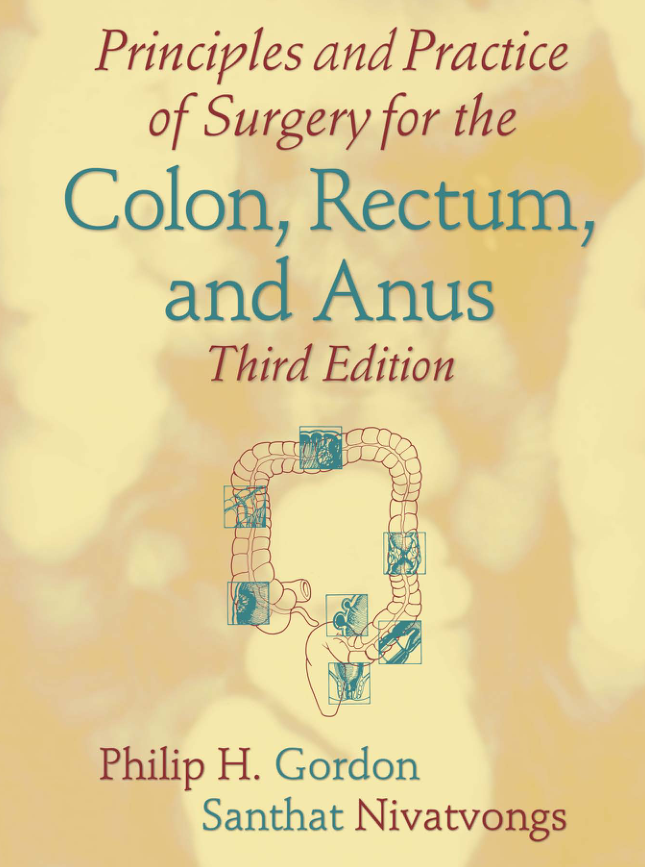 Principles and Practice
of Surgery for the
Colon, Rectum,
and Anus
Third Edition
Philip H. Gordon
Santhat Nivatvongs